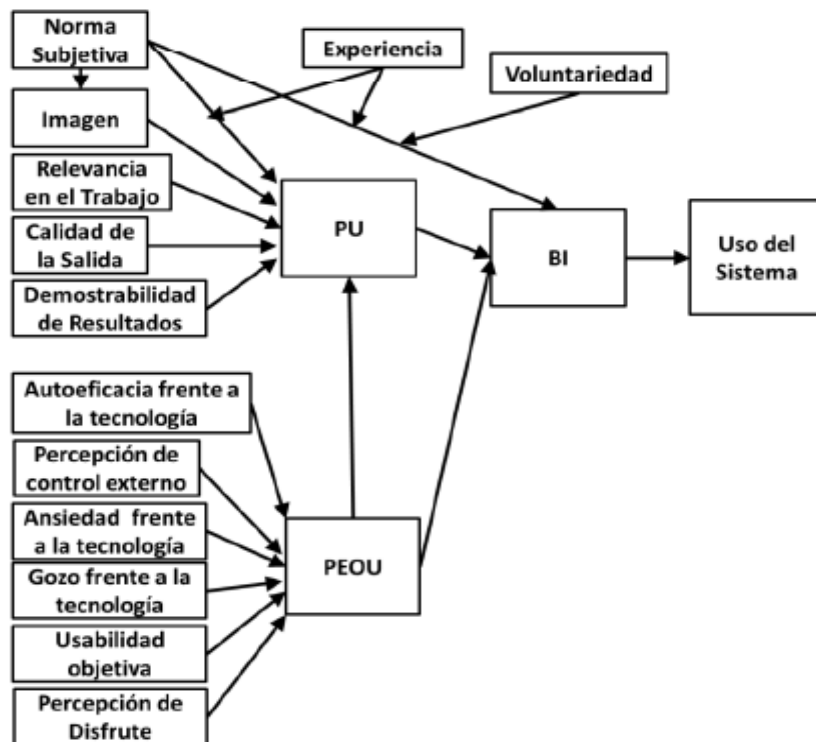 Norma
Subjetiva
Experiencia
Voluntariedad
Imagen
Relevancia
en el Trabajo
PU
Calidad de
la Salida
BI
Uso del
Sistema
Demostrabilidad
de Resultados
Autoeficacia frente a
la tecnología
Percepción de
control externo
Ansiedad frente
a la tecnología
PEOU
Gozo frente a la
tecnología
Usabilidad
objetiva
Percepción de
Disfrute